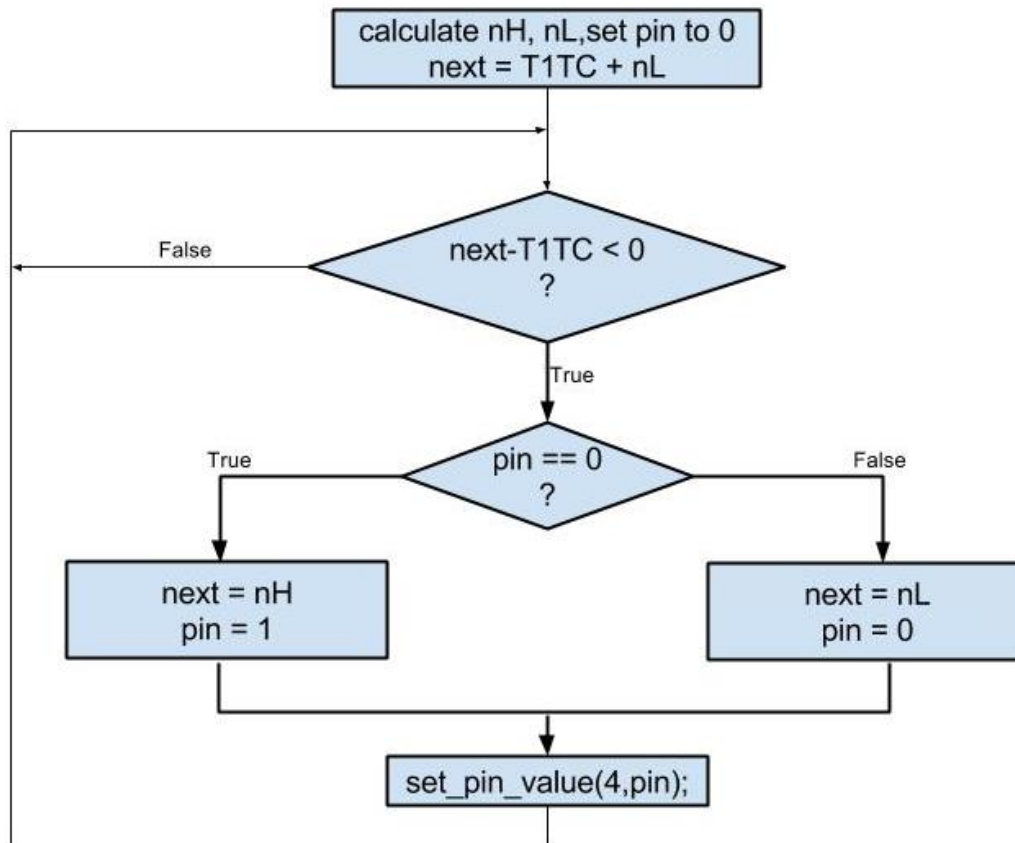 calculate nH, nL,set pin to 0
next = T1TC + nL
next-T1TC < 0
?
False
True
pin == 0
?
True
False
next = nH
pin = 1
next = nL
pin = 0
set_pin_value(4,pin);